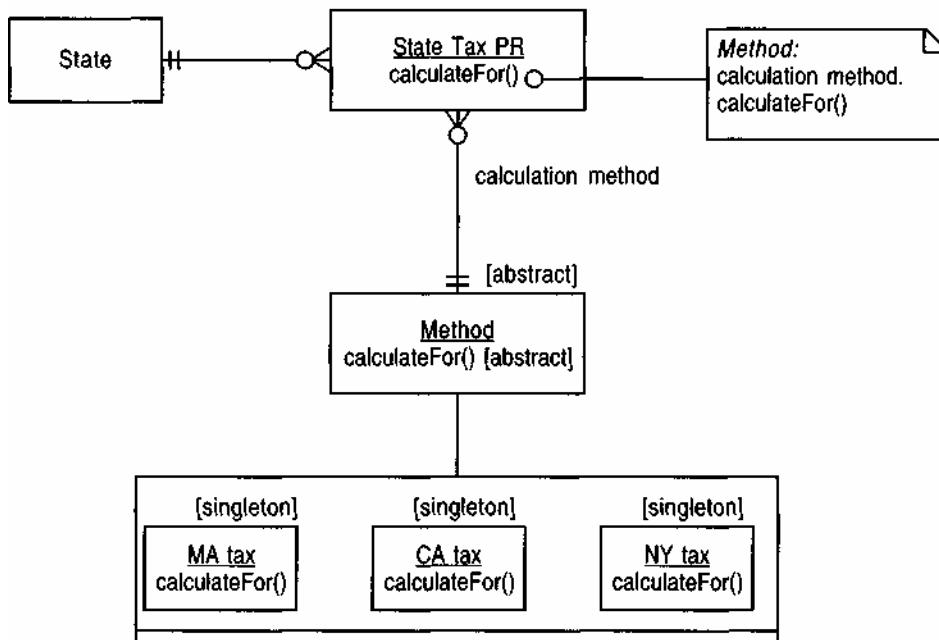 State
State Tax PR
calculateFor()
Method:
calculation method.
calculateFor()
calculation method
[abstract]
Method
calculateFor() [abstract]
[singleton]
MA tax
calculateFor()
[singleton]
CA tax
calculateFor()
[singleton]
NY tax
calculateFor()